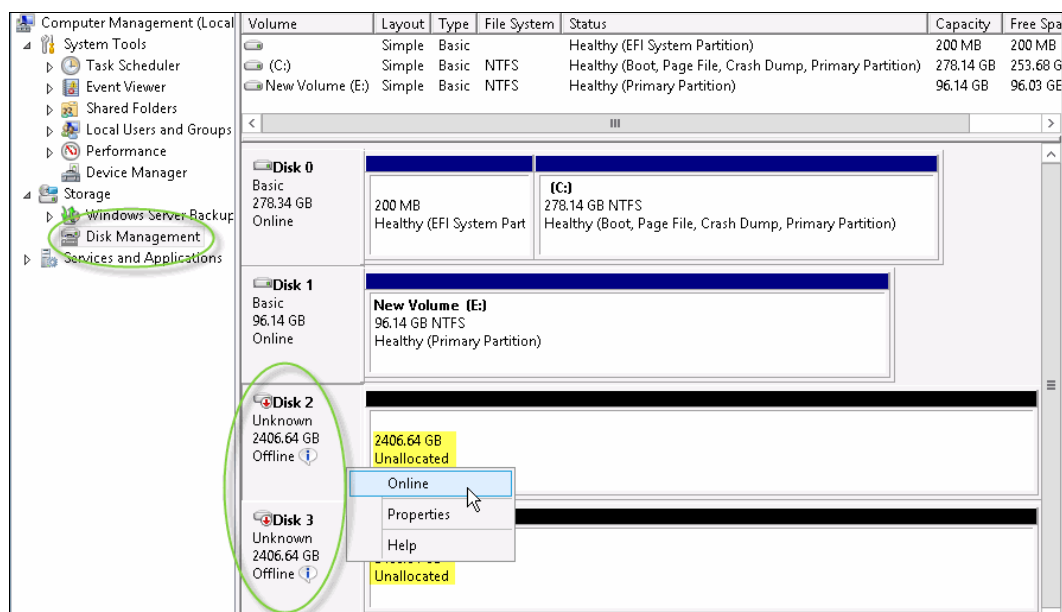 Computer Management (Local
System Tools
Task Scheduler
Event Viewer
Shared Folders
Local Users and Groups
Performance
Device Manager
Storage
Windows Server Backup
Disk Management
Services and Applications
Volume Layout Type File System Status Capacity Free Spa
Simple Basic Healthy (EFI System Partition) 200 MB 200 MB
(C:) Simple Basic NTFS Healthy (Boot, Page File, Crash Dump, Primary Partition) 278.14 GB 253.68 G
New Volume (E:) Simple Basic NTFS Healthy (Primary Partition) 96.14 GB 96.03 GB
Disk 0
Basic
278.34 GB
Online
200 MB
Healthy (EFI System Part
(C:)
278.14 GB NTFS
Healthy (Boot, Page File, Crash Dump, Primary Partition)
Disk 1
Basic
96.14 GB
Online
New Volume (E:)
96.14 GB NTFS
Healthy (Primary Partition)
Disk 2
Unknown
2406.64 GB
Offline
2406.64 GB
Unallocated
Online
Properties
Help
Disk 3
Unknown
2406.64 GB
Offline
Unallocated